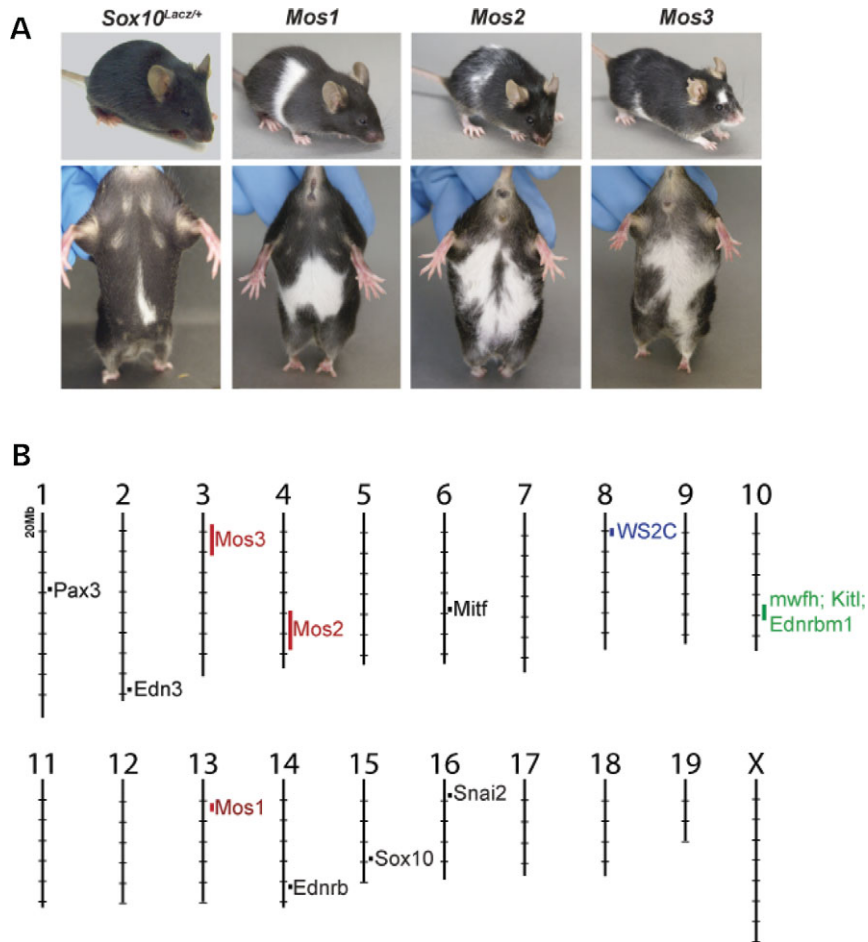 A
Sox10Lacz/+ Mos1 Mos2 Mos3
B
1 2 3 4 5 6 7 8 9 10
20Mb
Mos3
WS2C
Pax3
Mitf
mwfh; Kitl;
Ednrbm1
Mos2
Edn3
11 12 13 14 15 16 17 18 19 X
Snai2
Mos1
Sox10
Ednrb